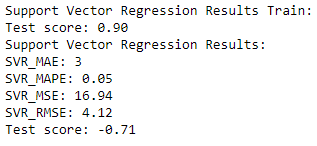 Support Vector Regression Results Train:
Test score: 0.90
Support Vector Regression Results:
SVR_MAE: 3
SVR_MAPE: 0.05
SVR_MSE: 16.94
SVR_RMSE: 4.12
Test score: -0.71